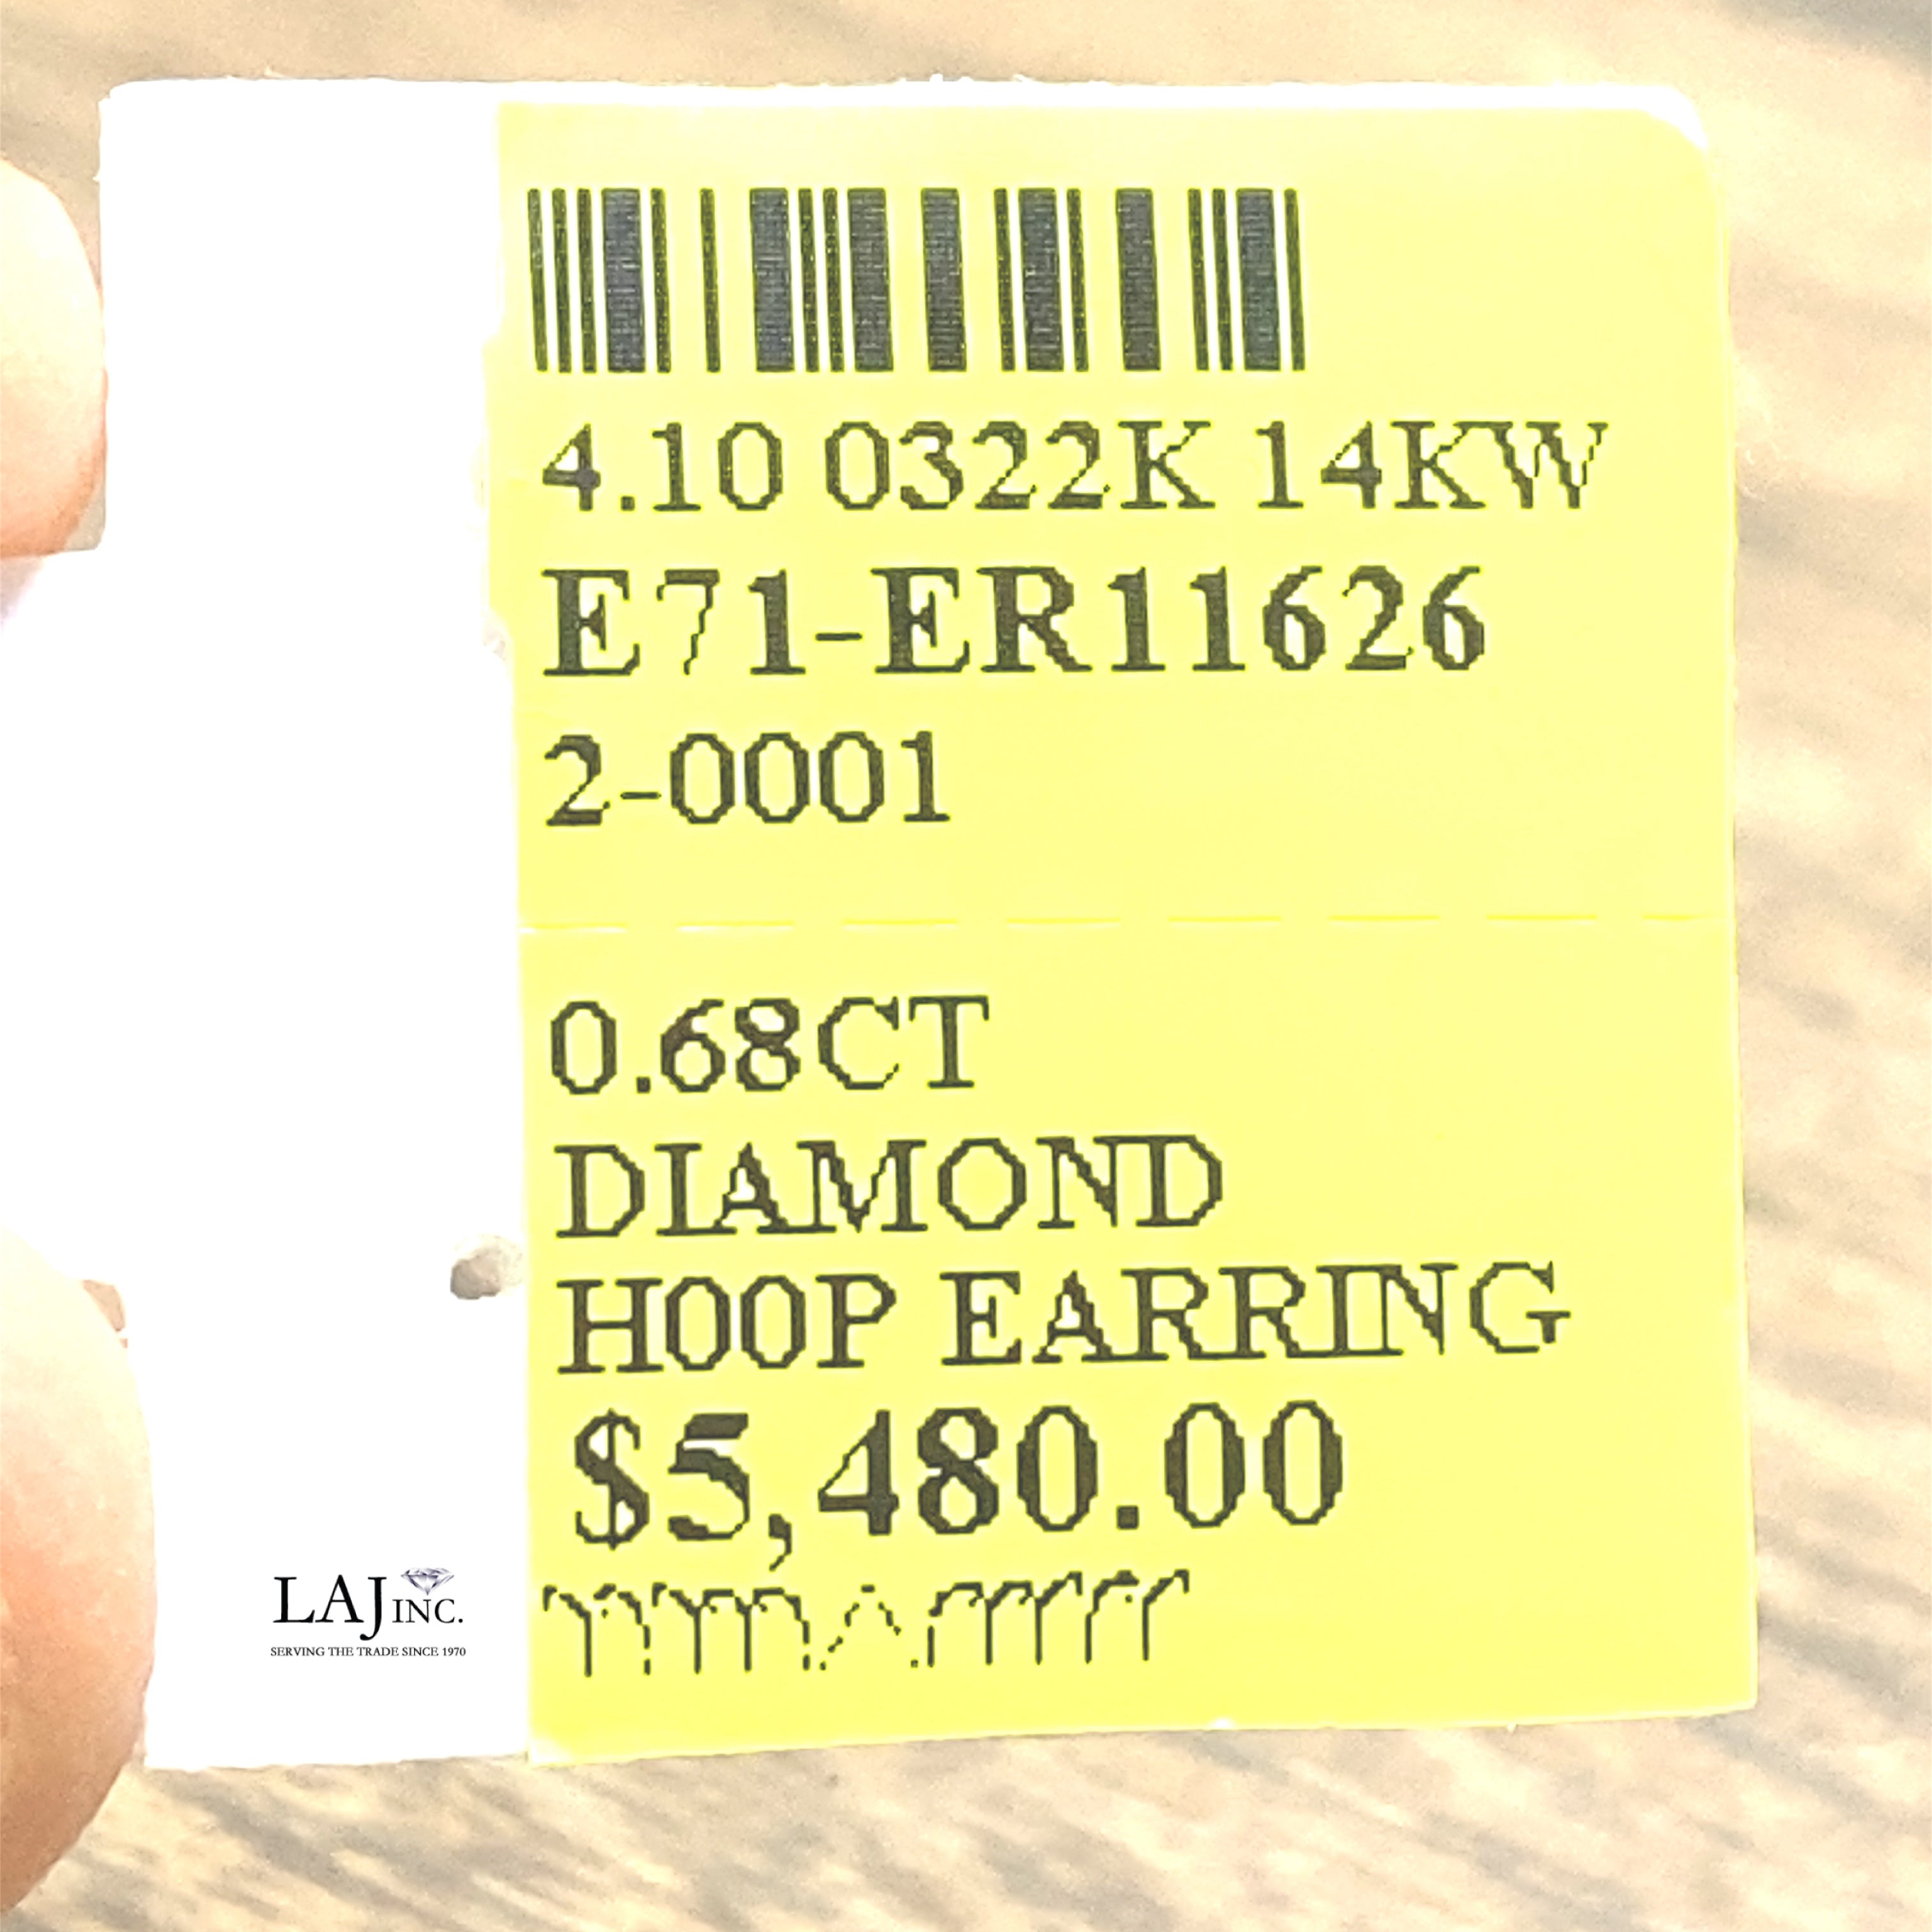 4.10 0322K 14KW
E71-ER11626
2-0001
0.68CT
DIAMOND
HOOP EARRING
$5,480.00
LAJ INC.
SERVING THE TRADE SINCE 1970